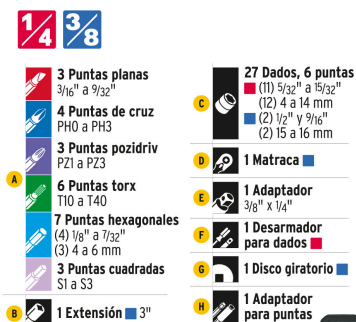 1/4 3/8
A
3 Puntas planas
3/16" a 9/32"
4 Puntas de cruz
PH0 a PH3
3 Puntas pozidriv
PZ1 a PZ3
6 Puntas torx
T10 a T40
7 Puntas hexagonales
(4) 1/8" a 7/32"
(3) 4 a 6 mm
3 Puntas cuadradas
S1 a S3
B 1 Extensión 3"
C
27 Dados, 6 puntas
(11) 5/32" a 15/32"
(12) 4 a 14 mm
(2) 1/2" y 9/16"
(2) 15 a 16 mm
D 1 Matraca
E 1 Adaptador
3/8" x 1/4"
F 1 Desarmador
para dados
G 1 Disco giratorio
H 1 Adaptador
para puntas